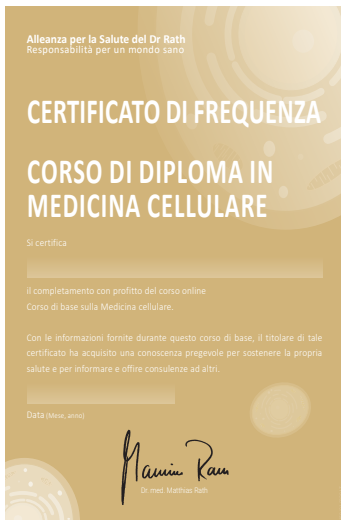 Alleanza per la Salute del Dr Rath
Responsabilità per un mondo sano
CERTIFICATO DI FREQUENZA
CORSO DI DIPLOMA IN
MEDICINA CELLULARE
Si certifica
il completamento con profitto del corso online
Corso di base sulla Medicina cellulare.
Con le informazioni fornite durante questo corso di base, il titolare di tale
certificato ha acquisito una conoscenza pregevole per sostenere la propria
salute e per informare e offire consulenze ad altri.
Data (Mese, anno)
Dr. med. Matthias Rath